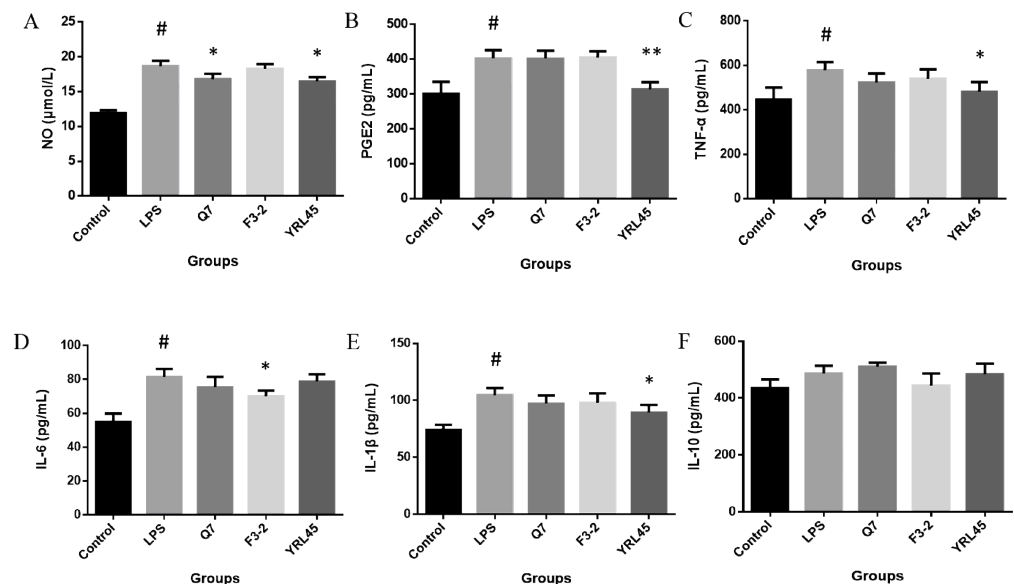 A
NO (µmol/L)
25
20
15
10
5
0
#
*
*
Control
LPS
Q7
F3-2
YRL45
Groups
B
PGE2 (pg/mL)
500
400
300
200
100
0
#
**
Control
LPS
Q7
F3-2
YRL45
Groups
C
TNF-α (pg/mL)
800
600
400
200
0
#
*
Control
LPS
Q7
F3-2
YRL45
Groups
D
IL-6 (pg/mL)
100
80
60
40
20
0
#
*
Control
LPS
Q7
F3-2
YRL45
Groups
E
IL-1β (pg/mL)
150
100
50
0
#
*
Control
LPS
Q7
F3-2
YRL45
Groups
F
IL-10 (pg/mL)
600
400
200
0
Control
LPS
Q7
F3-2
YRL45
Groups